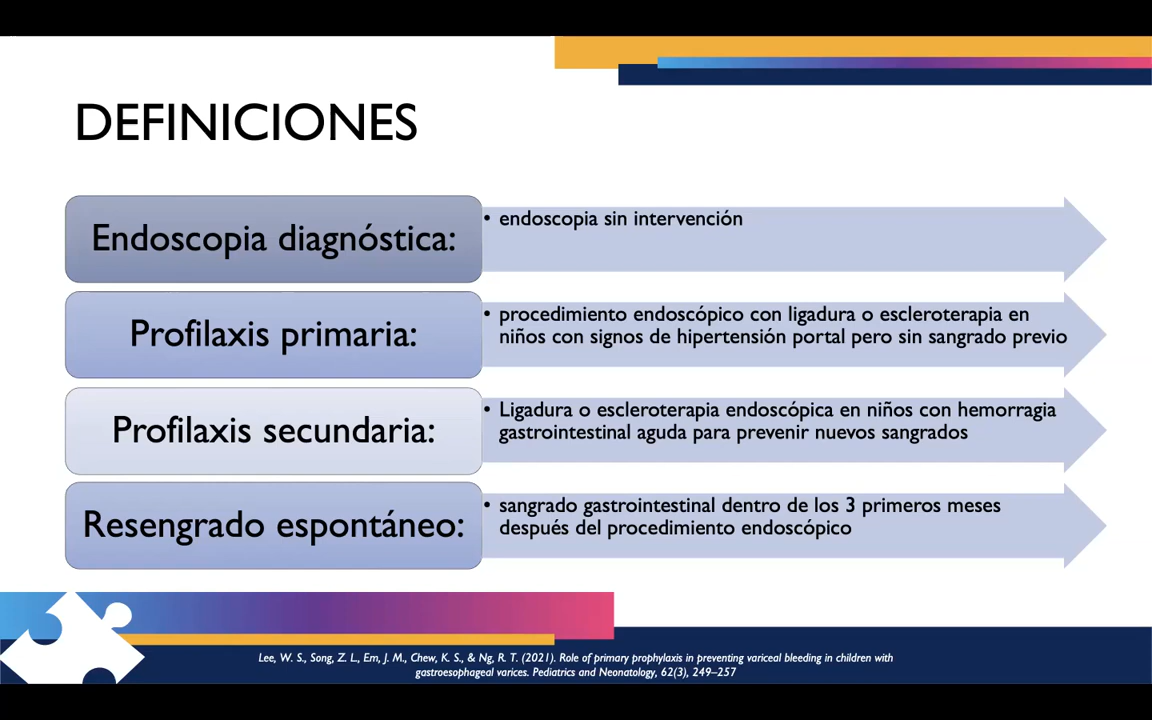 DEFINICIONES
Endoscopia diagnóstica:
• endoscopia sin intervención
Profilaxis primaria:
• procedimiento endoscópico con ligadura o escleroterapia en
niños con signos de hipertensión portal pero sin sangrado previo
Profilaxis secundaria:
• Ligadura o escleroterapia endoscópica en niños con hemorragia
gastrointestinal aguda para prevenir nuevos sangrados
Resengrado espontáneo:
• sangrado gastrointestinal dentro de los 3 primeros meses
después del procedimiento endoscópico
Lee, W. S., Song, Z. L., Em, J. M., Chew, K. S., & Ng, R. T. (2021). Role of primary prophylaxis in preventing variceal bleeding in children with
gastroesophageal varices. Pediatrics and Neonatology, 62(3), 249–257